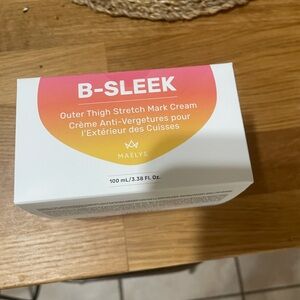 B-SLEEK
Outer Thigh Stretch Mark Cream
Crème Anti-Vergetures pour
l'Extérieur des Cuisses
MAËLYS
100 mL/3.38 Fl. Oz.